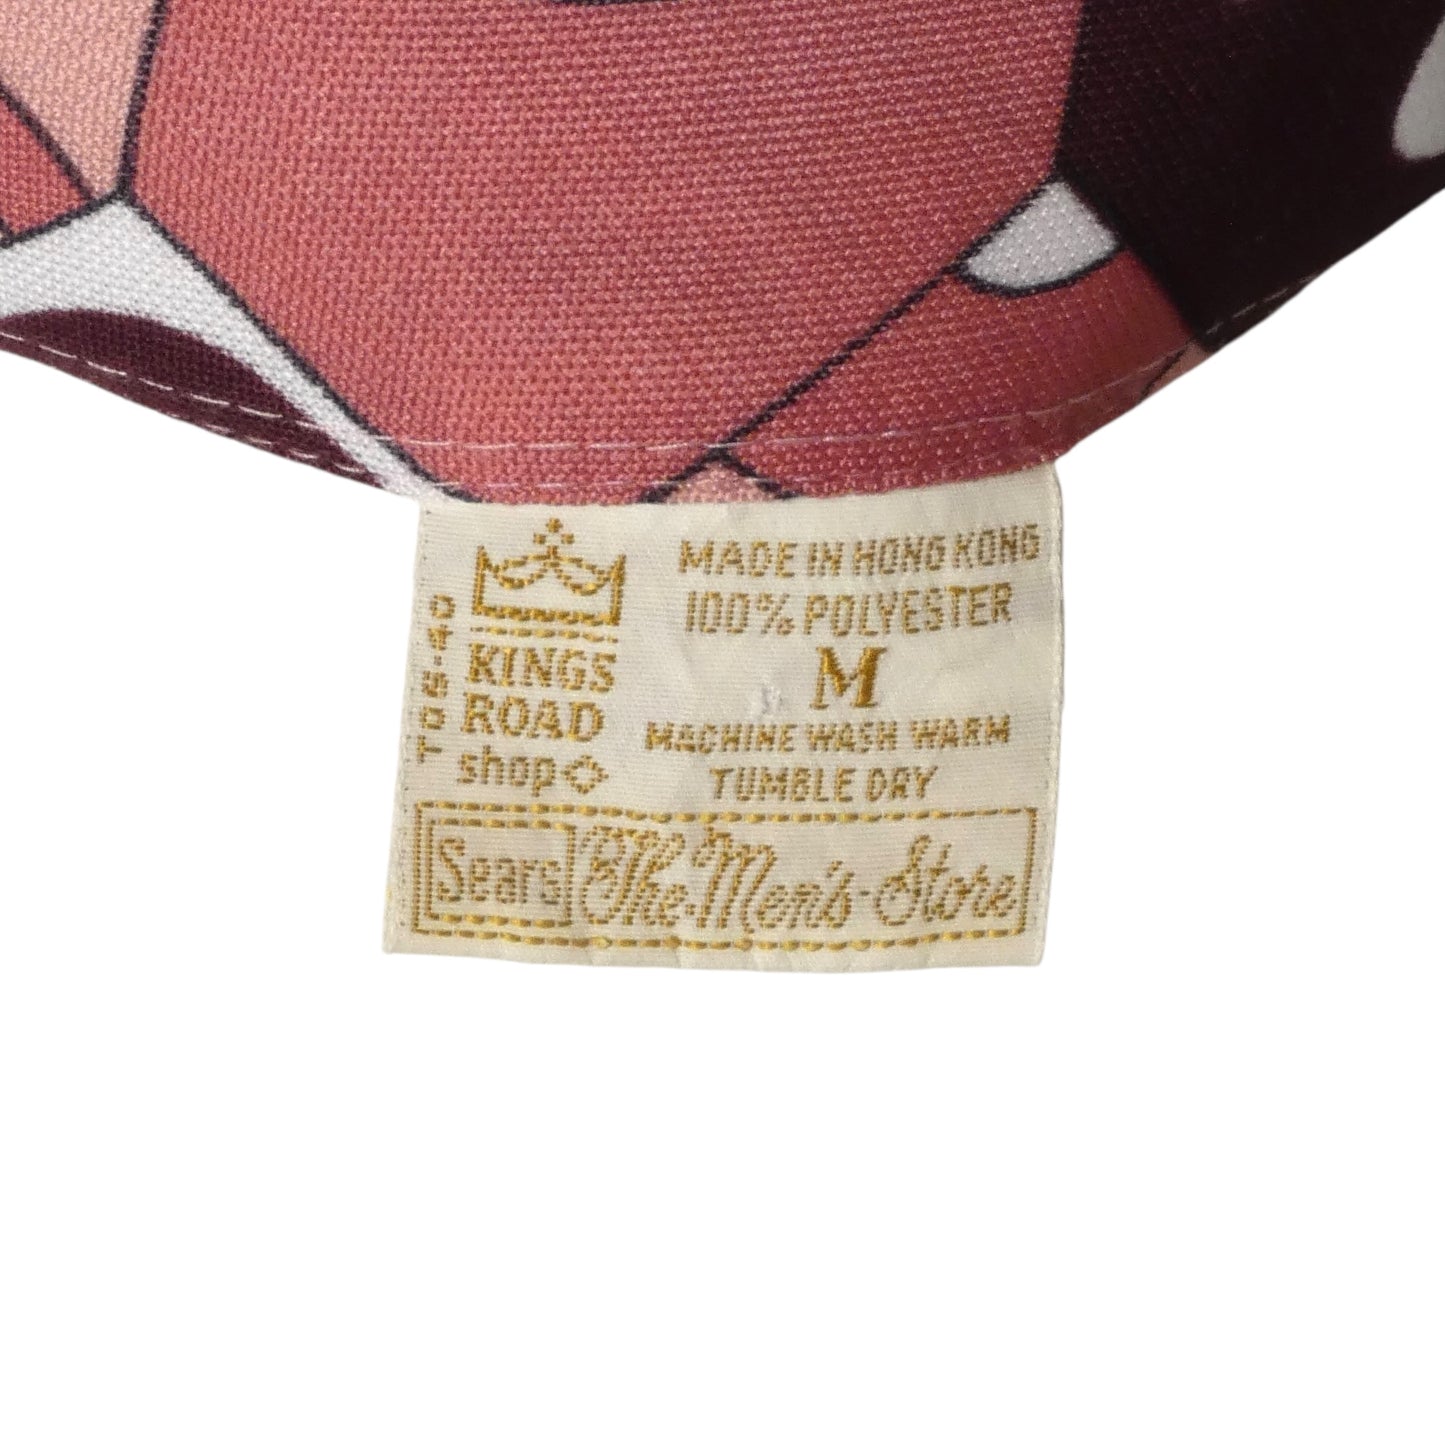 KINGS
ROAD
shop
MADE IN HONG KONG
100% POLYESTER
M
MACHINE WASH WARM
TUMBLE DRY
Sears The Men's Store